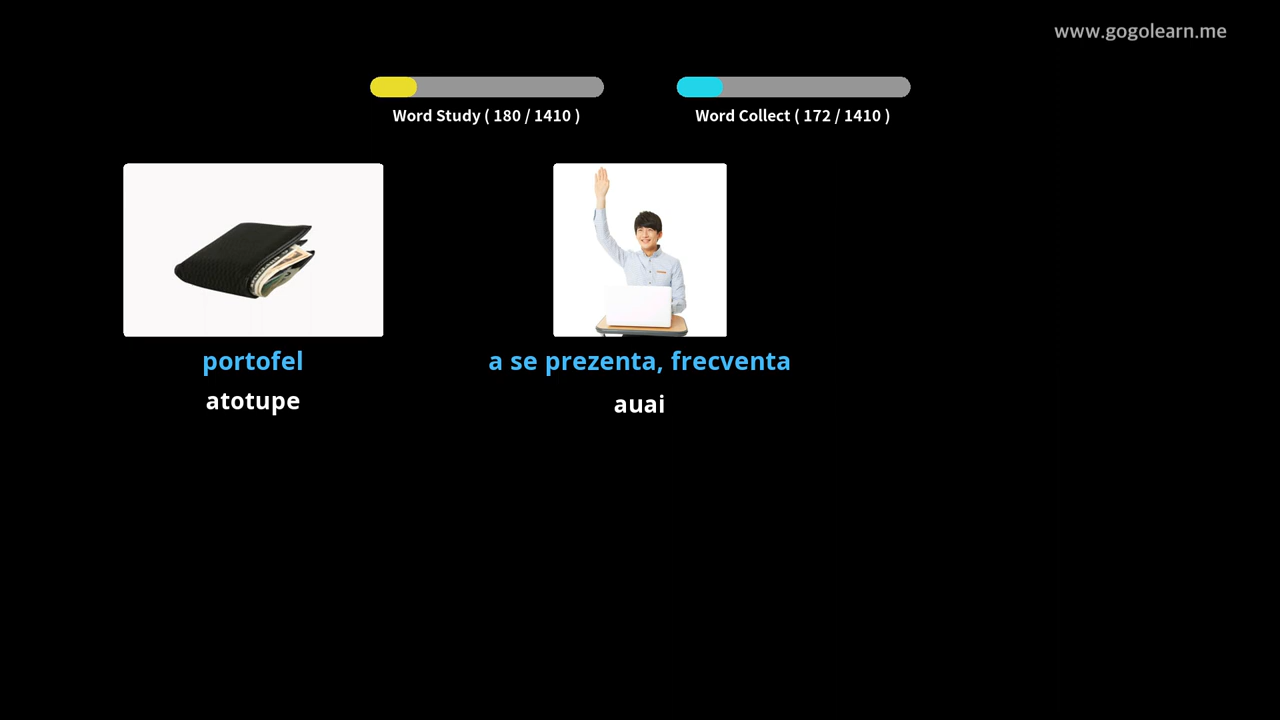 www.gogolearn.me
Word Study ( 180 / 1410 )
Word Collect ( 172 / 1410 )
portofel
a se prezenta, frecventa
atotupe
auai